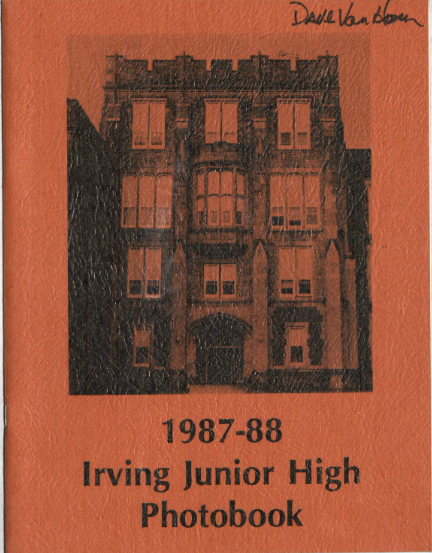 Dave Van Horn
1987-88
Irving Junior High
Photobook